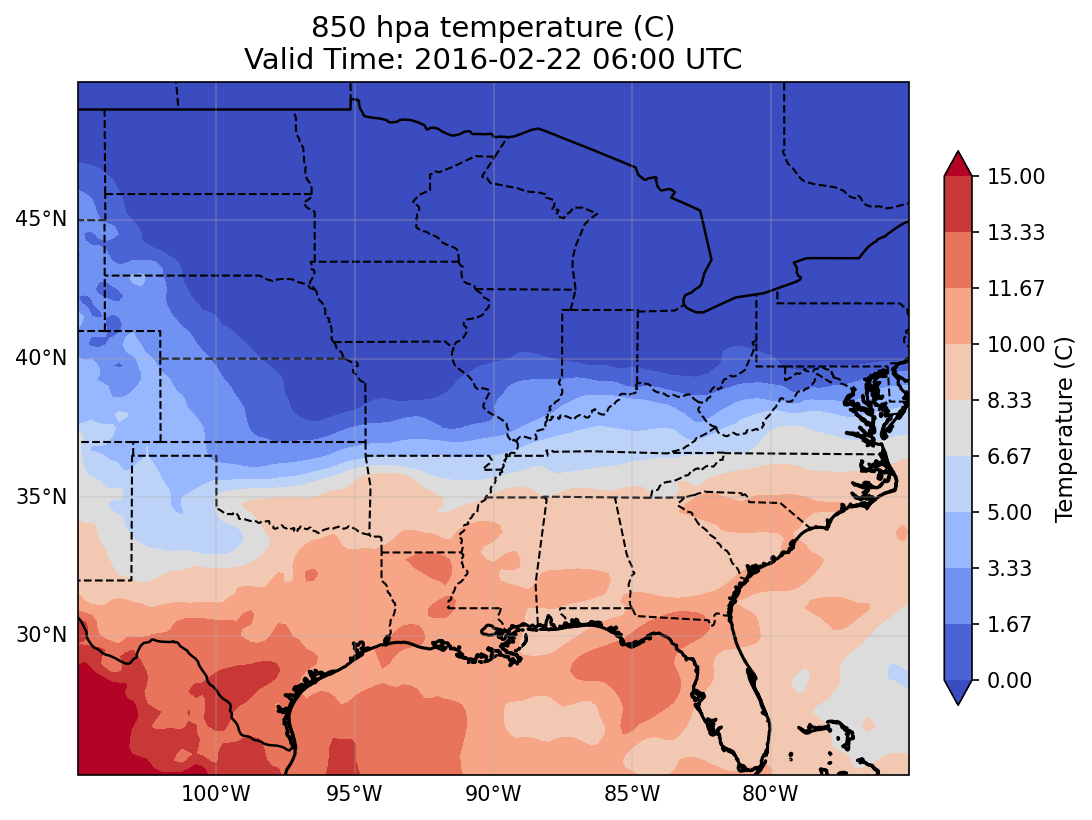 850 hpa temperature (C)
Valid Time: 2016-02-22 06:00 UTC
45°N
40°N
35°N
30°N
100°W
95°W
90°W
85°W
80°W
15.00
13.33
11.67
10.00
8.33
6.67
5.00
3.33
1.67
0.00
Temperature (C)